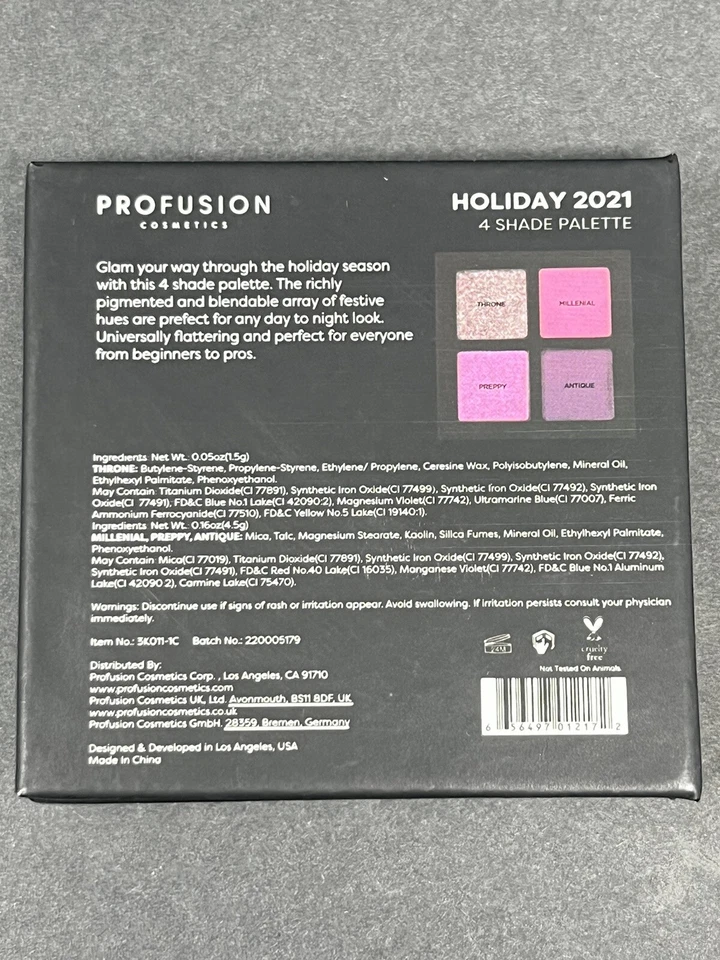 PROFUSION
COSMETICS
HOLIDAY 2021
4 SHADE PALETTE
Glam your way through the holiday season
with this 4 shade palette. The richly
pigmented and blendable array of festive
hues are prefect for any day to night look.
Universally flattering and perfect for everyone
from beginners to pros.
THRONE
MILLENIAL
PREPPY
ANTIQUE
Ingredients: Net Wt. 0.05oz(1.5g)
THRONE: Butylene-Styrene, Propylene-Styrene, Ethylene/ Propylene, Ceresine Wax, Polyisobutylene, Mineral Oil,
Ethylhexyl Palmitate, Phenoxyethanol.
May Contain: Titanium Dioxide(CI 77891), Synthetic Iron Oxide(CI 77499), Synthetic Iron Oxide(CI 77492), Synthetic Iron
Oxide(CI 77491), FD&C Blue No.1 Lake(CI 42090:2), Magnesium Violet(CI 77742), Ultramarine Blue(CI 77007), Ferric
Ammonium Ferrocyanide(CI 77510), FD&C Yellow No.5 Lake(CI 19140:1).
Ingredients: Net Wt. 0.16oz(4.5g)
MILLENIAL, PREPPY, ANTIQUE: Mica, Talc, Magnesium Stearate, Kaolin, Silica Fumes, Mineral Oil, Ethylhexyl Palmitate,
Phenoxyethanol.
May Contain: Mica(CI 77019), Titanium Dioxide(CI 77891), Synthetic Iron Oxide(CI 77499), Synthetic Iron Oxide(CI 77492),
Synthetic Iron Oxide(CI 77491), FD&C Red No.40 Lake(CI 16035), Manganese Violet(CI 77742), FD&C Blue No.1 Aluminum
Lake(CI 42090:2), Carmine Lake(CI 75470).
Warnings: Discontinue use if signs of rash or irritation appear. Avoid swallowing. If irritation persists consult your physician
immediately.
Item No.: 3K011-1C Batch No.: 220005179
24M
cruelty
free
Not Tested On Animals.
Distributed By:
Profusion Cosmetics Corp. , Los Angeles, CA 91710
www.profusioncosmetics.com
Profusion Cosmetics UK, Ltd. Avonmouth, BS11 8DF, UK
www.profusioncosmetics.co.uk
Profusion Cosmetics GmbH. 28359, Bremen, Germany
6 56497 01217 2
Designed & Developed in Los Angeles, USA
Made In China